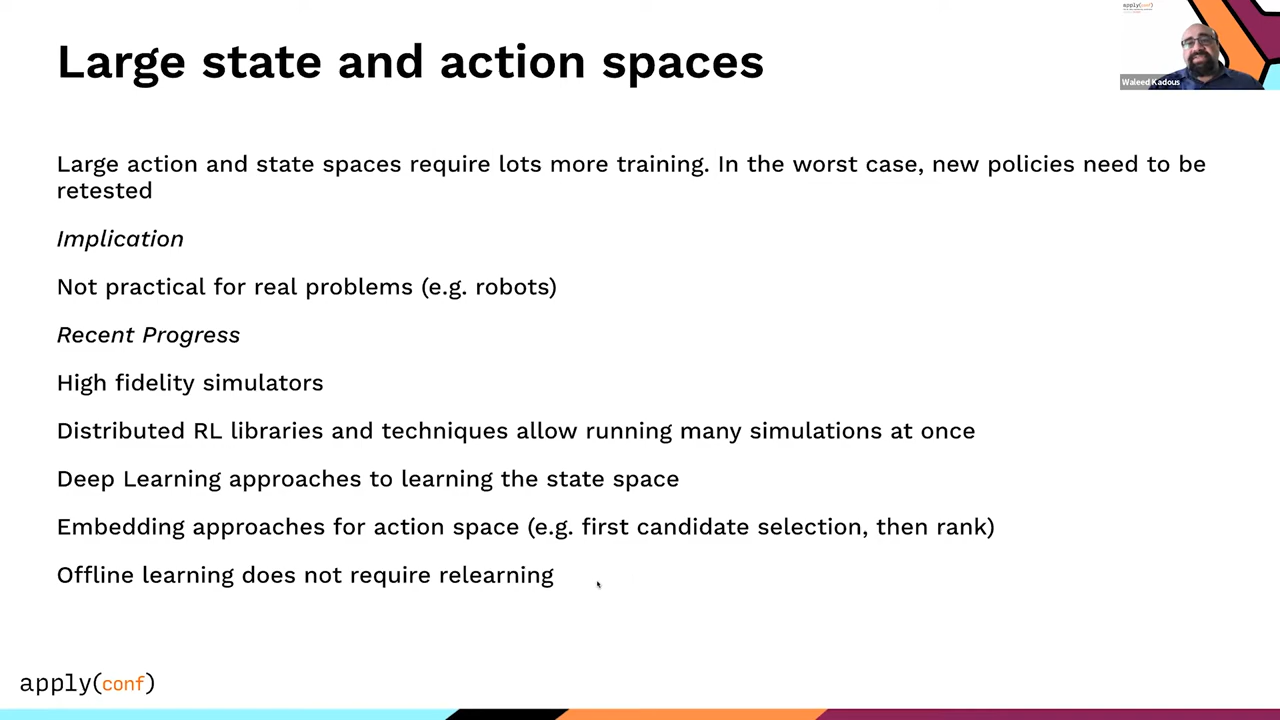 apply(conf)
Large state and action spaces
Waleed Kadous
Large action and state spaces require lots more training. In the worst case, new policies need to be
retested
Implication
Not practical for real problems (e.g. robots)
Recent Progress
High fidelity simulators
Distributed RL libraries and techniques allow running many simulations at once
Deep Learning approaches to learning the state space
Embedding approaches for action space (e.g. first candidate selection, then rank)
Offline learning does not require relearning
apply(conf)